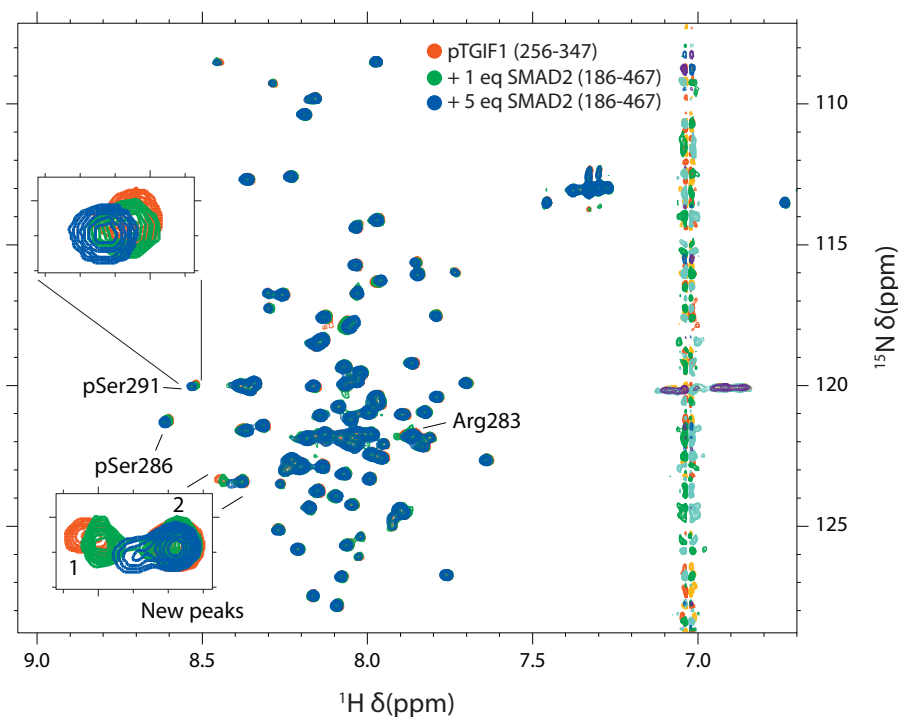 pTGIF1 (256-347)
+ 1 eq SMAD2 (186-467)
+ 5 eq SMAD2 (186-467)
110
115
120
125
¹⁵N δ(ppm)
pSer291
pSer286
Arg283
2
1
New peaks
9.0 8.5 8.0 7.5 7.0
¹H δ(ppm)